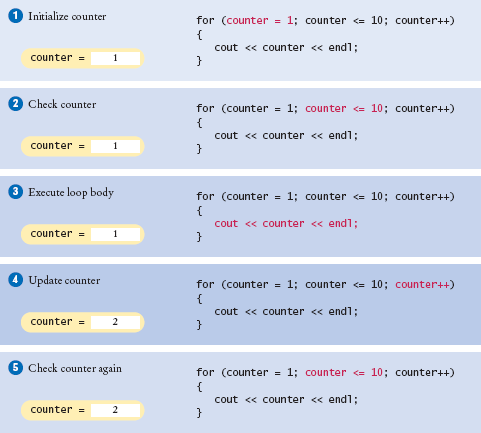 1 Initialize counter
for (counter = 1; counter <= 10; counter++)
{
cout << counter << endl;
}
counter = 1
2 Check counter
for (counter = 1; counter <= 10; counter++)
{
cout << counter << endl;
}
counter = 1
3 Execute loop body
for (counter = 1; counter <= 10; counter++)
{
cout << counter << endl;
}
counter = 1
4 Update counter
for (counter = 1; counter <= 10; counter++)
{
cout << counter << endl;
}
counter = 2
5 Check counter again
for (counter = 1; counter <= 10; counter++)
{
cout << counter << endl;
}
counter = 2